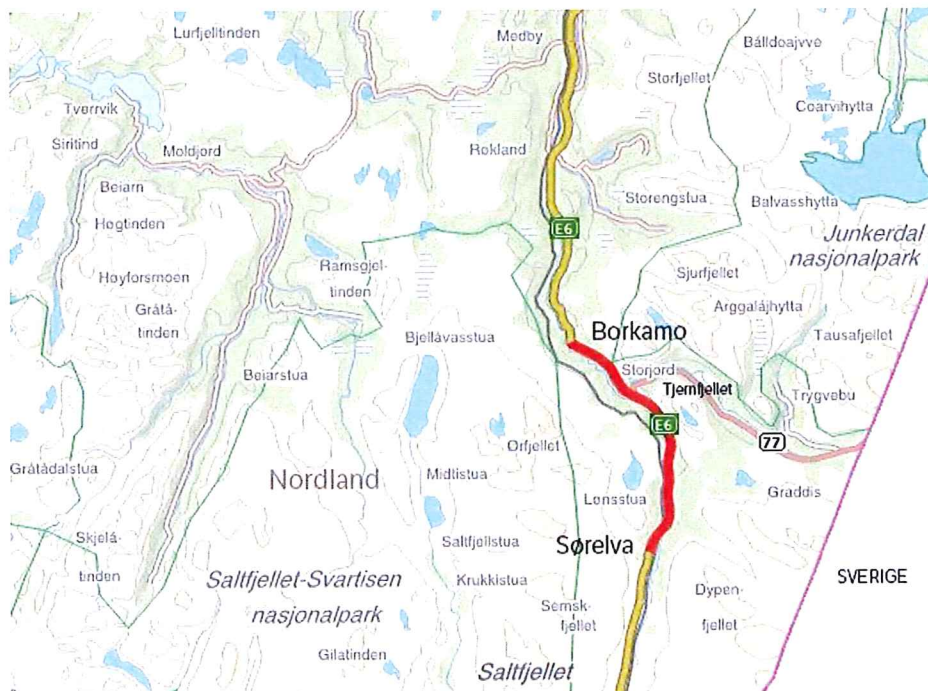 Lurfjelltinden
Medby
Bálldoajvve
Storfjellet
Tverrvik
Coarvihytta
Siritind
Moldjord
Rokland
Beiarn
Storengstua
Balvasshytta
Høgtinden
E6
Junkerdal
nasjonalpark
Ramsgjel-
tinden
Sjurfjellet
Høyforsmoen
Arggalájhytta
Gråtå-
tinden
Bjellåvasstua
Borkamo
Tausafjellet
Beiarstua
Storjord
Tjernfjellet
Trygvebu
E6
77
Orfjellet
Gråtådalstua
Nordland
Midtistua
Lønsstua
Graddis
Skjelå-
tinden
Saltfjellstua
Sørelva
Saltfjellet-Svartisen
nasjonalpark
Krukkistua
SVERIGE
Semsk-
fjellet
Dypen-
fjellet
Gilatinden
Saltfjellet